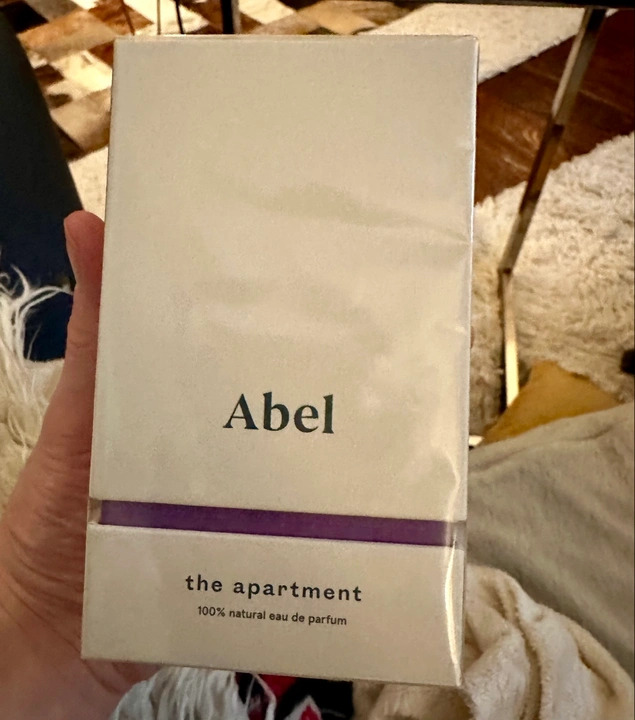 Abel
the apartment
100% natural eau de parfum